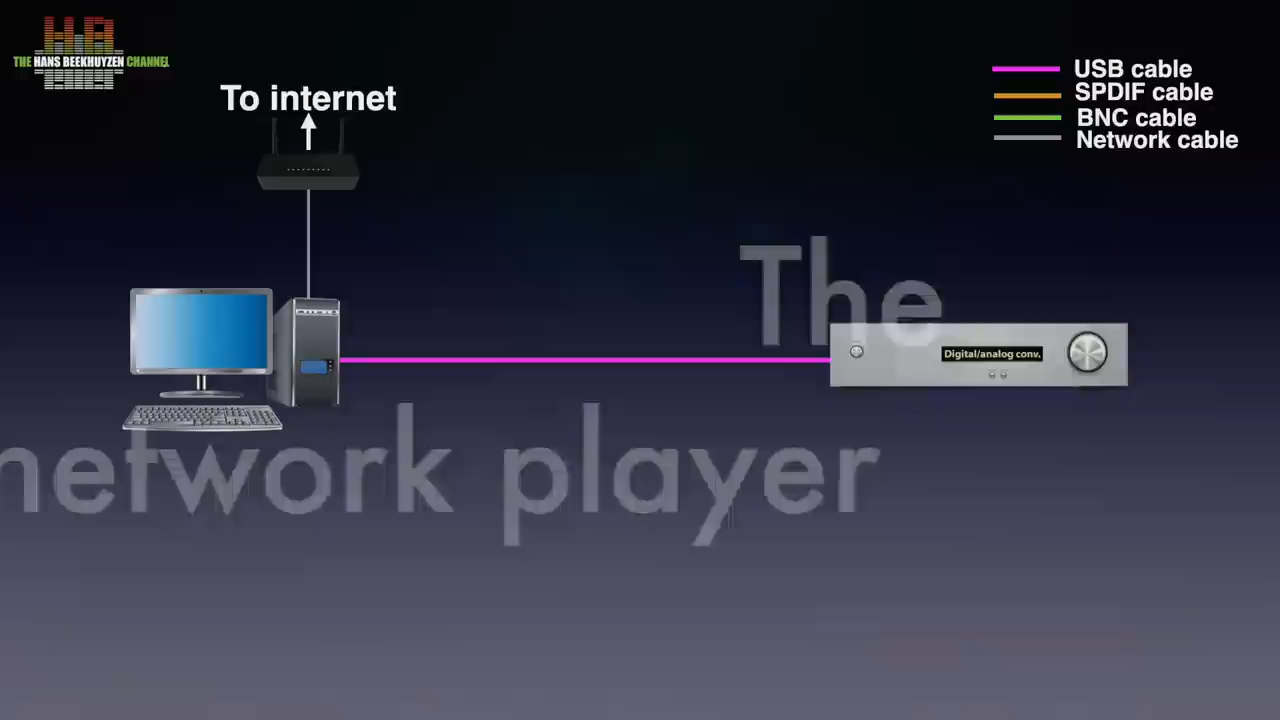 THE HANS BEEKHUYZEN CHANNEL
To internet
USB cable
SPDIF cable
BNC cable
Network cable
The
Digital/analog conv.
network player